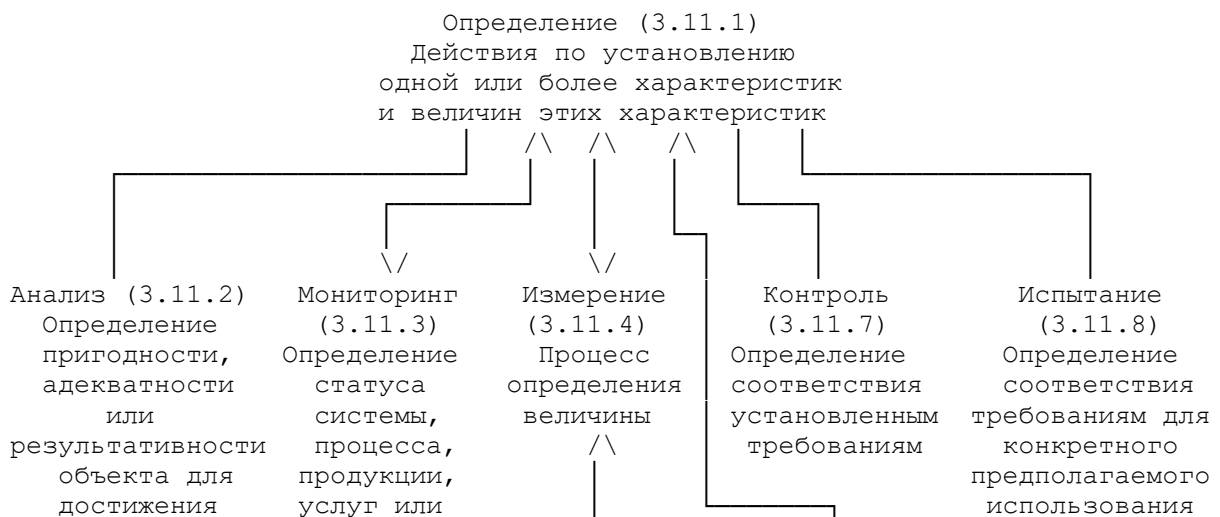 Определение (3.11.1)
Действия по установлению
одной или более характеристик
и величин этих характеристик
Анализ (3.11.2)
Определение
пригодности,
адекватности
или
результативности
объекта для
достижения
Мониторинг
(3.11.3)
Определение
статуса
системы,
процесса,
продукции,
услуг или
Измерение
(3.11.4)
Процесс
определения
величины
Контроль
(3.11.7)
Определение
соответствия
установленным
требованиям
Испытание
(3.11.8)
Определение
соответствия
требованиям для
конкретного
предполагаемого
использования